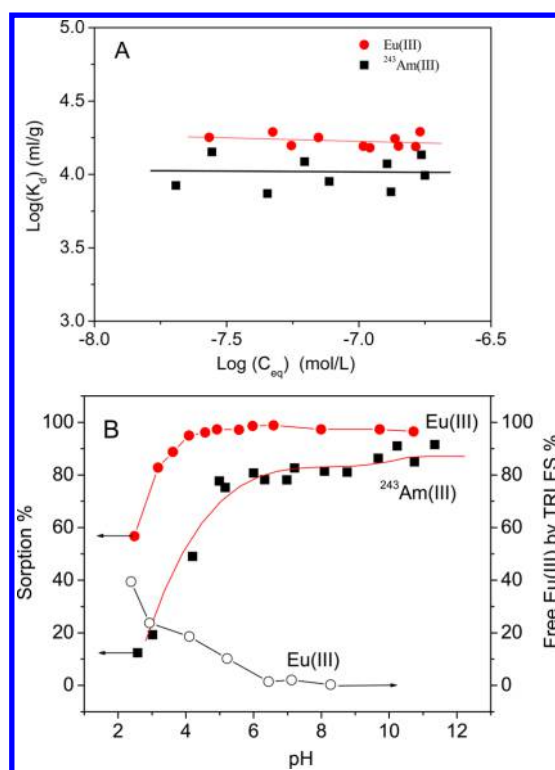 A
Eu(III)
243Am(III)
Log(Kd) (ml/g)
5.0
4.5
4.0
3.5
3.0
-8.0
-7.5
-7.0
-6.5
Log (Ceq) (mol/L)
B
Eu(III)
243Am(III)
Eu(III)
Sorption %
100
80
60
40
20
0
Free Eu(III) by TRLFS %
100
80
60
40
20
0
2
4
6
8
10
12
pH